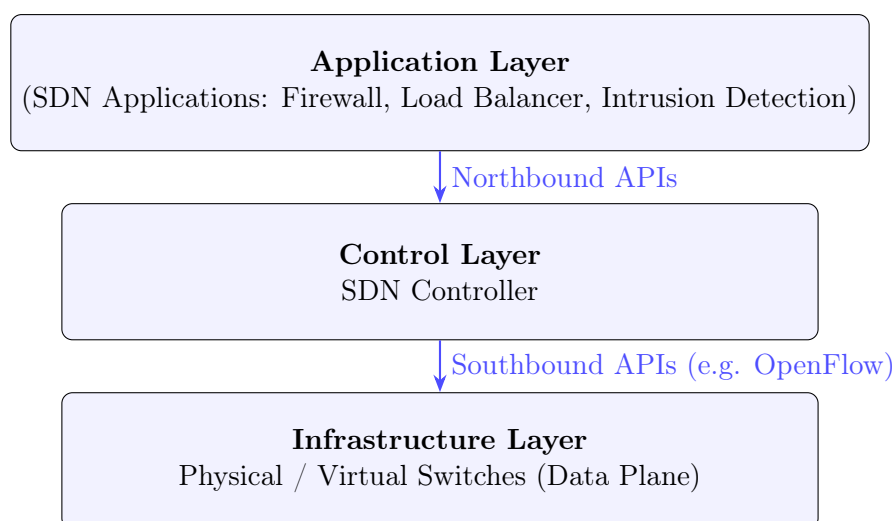 Application Layer
(SDN Applications: Firewall, Load Balancer, Intrusion Detection)
Northbound APIs
Control Layer
SDN Controller
Southbound APIs (e.g. OpenFlow)
Infrastructure Layer
Physical / Virtual Switches (Data Plane)